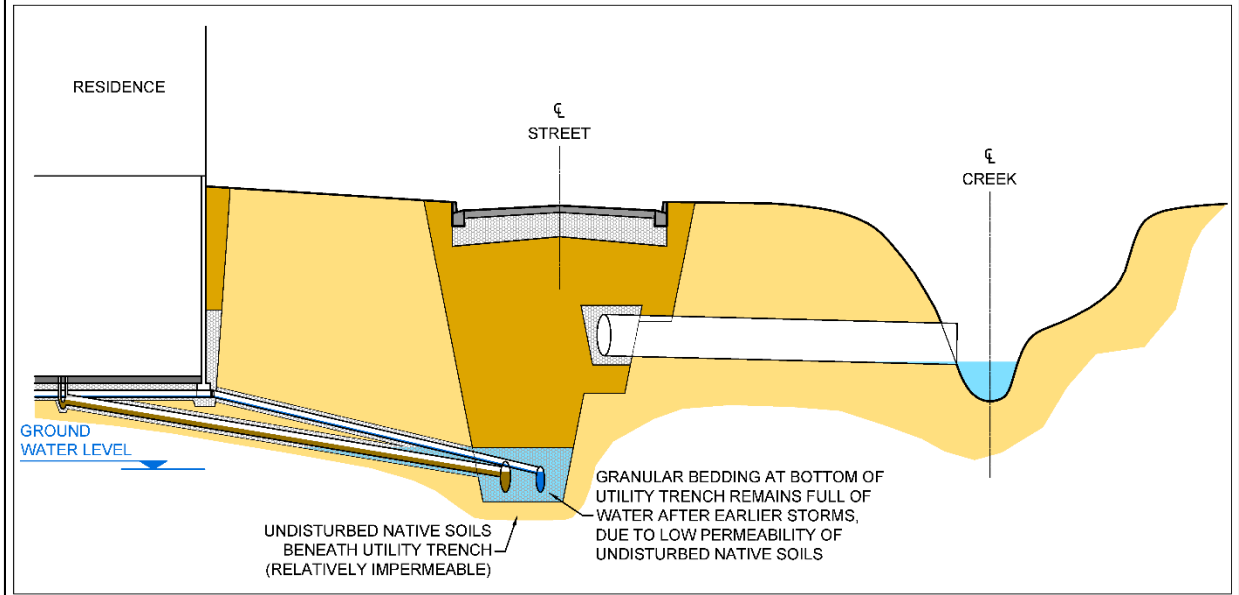 RESIDENCE
℄
STREET
℄
CREEK
GROUND
WATER LEVEL
UNDISTURBED NATIVE SOILS
BENEATH UTILITY TRENCH
(RELATIVELY IMPERMEABLE)
GRANULAR BEDDING AT BOTTOM OF
UTILITY TRENCH REMAINS FULL OF
WATER AFTER EARLIER STORMS,
DUE TO LOW PERMEABILITY OF
UNDISTURBED NATIVE SOILS